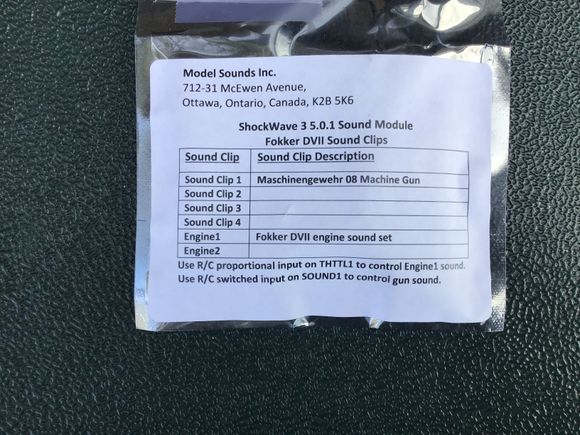 Model Sounds Inc.
712-31 McEwen Avenue,
Ottawa, Ontario, Canada, K2B 5K6
ShockWave 3 5.0.1 Sound Module
Fokker DVII Sound Clips
Sound Clip Sound Clip Description
Sound Clip 1 Maschinengewehr 08 Machine Gun
Sound Clip 2
Sound Clip 3
Sound Clip 4
Engine1 Fokker DVII engine sound set
Engine2
Use R/C proportional input on THTTL1 to control Engine1 sound.
Use R/C switched input on SOUND1 to control gun sound.